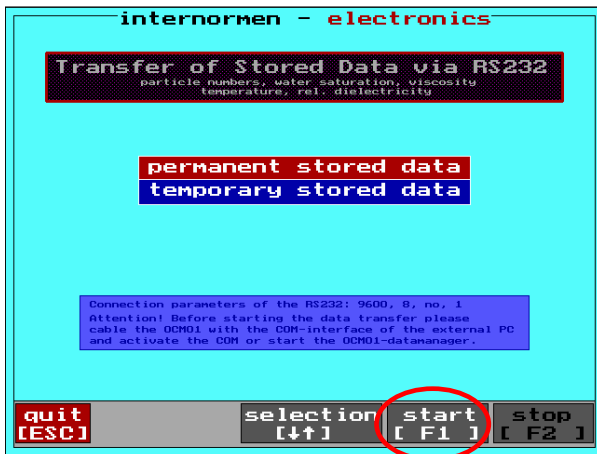 internormen - electronics
Transfer of Stored Data via RS232
particle numbers, water saturation, viscosity
temperature, rel. dielectricity
permanent stored data
temporary stored data
Connection parameters of the RS232: 9600, 8, no, 1
Attention! Before starting the data transfer please
cable the OCM01 with the COM-interface of the external PC
and activate the COM or start the OCM01-datamanager.
quit selection start stop
[ESC] [↓↑] [ F1 ] [ F2 ]